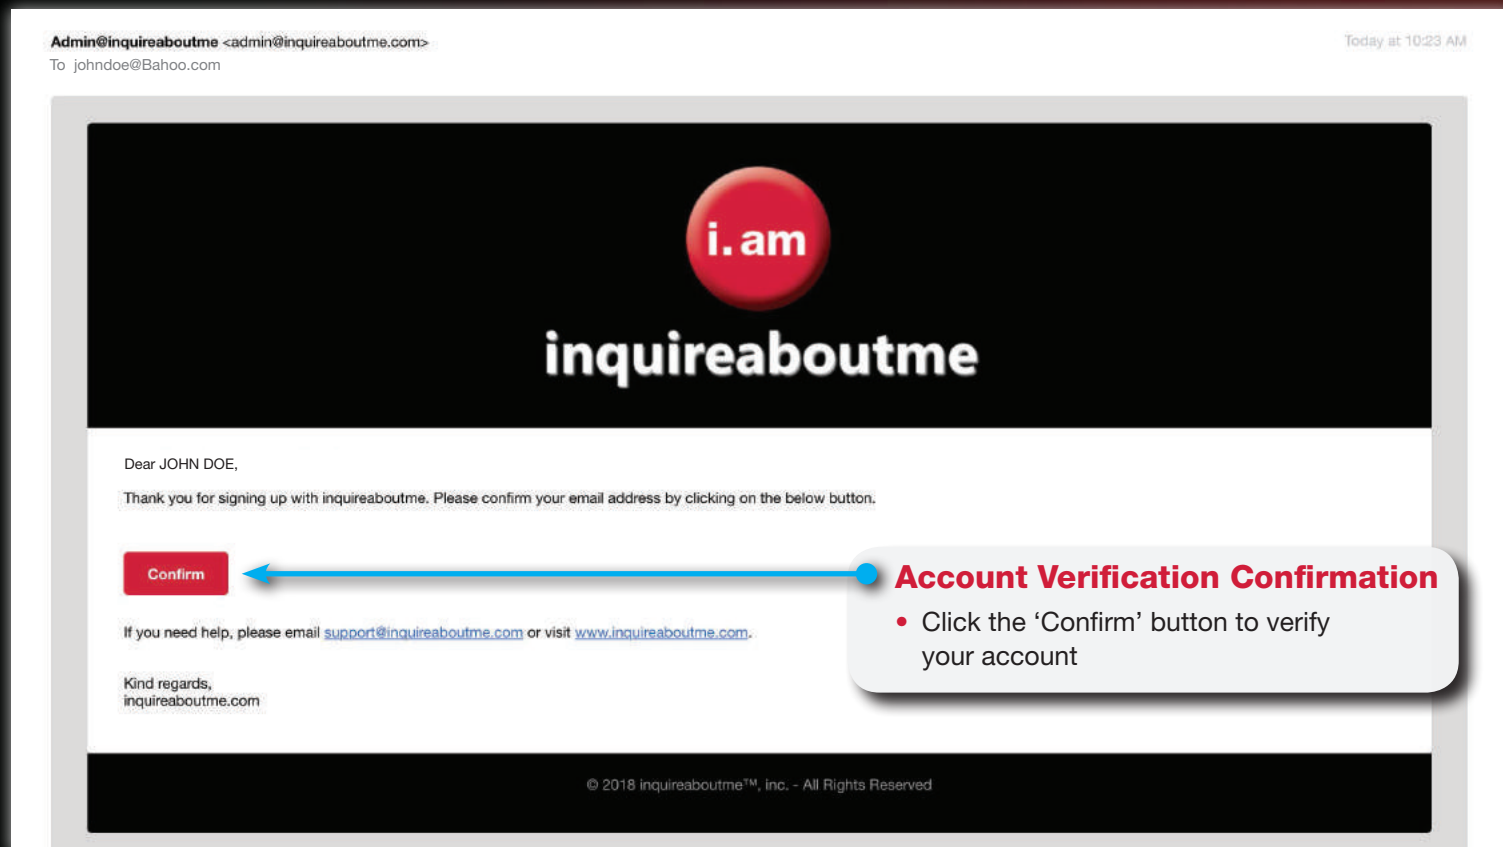 Admin@inquireaboutme <admin@inquireaboutme.com>
Today at 10:23 AM
To johndoe@Bahoo.com
i.am
inquireaboutme
Dear JOHN DOE,
Thank you for signing up with inquireaboutme. Please confirm your email address by clicking on the below button.
Confirm
Account Verification Confirmation
• Click the ‘Confirm’ button to verify
your account
If you need help, please email support@inquireaboutme.com or visit www.inquireaboutme.com.
Kind regards,
inquireaboutme.com
© 2018 inquireaboutme™, inc. - All Rights Reserved